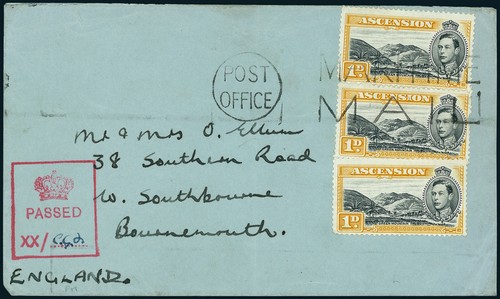 ASCENSION
1D
POST
OFFICE
MARITIME
MAIL
ASCENSION
1D
ASCENSION
1D
Mr & Mrs O.
38 Southern Road
W. Southbourne
Bournemouth.
PASSED
XX/
ENGLAND.